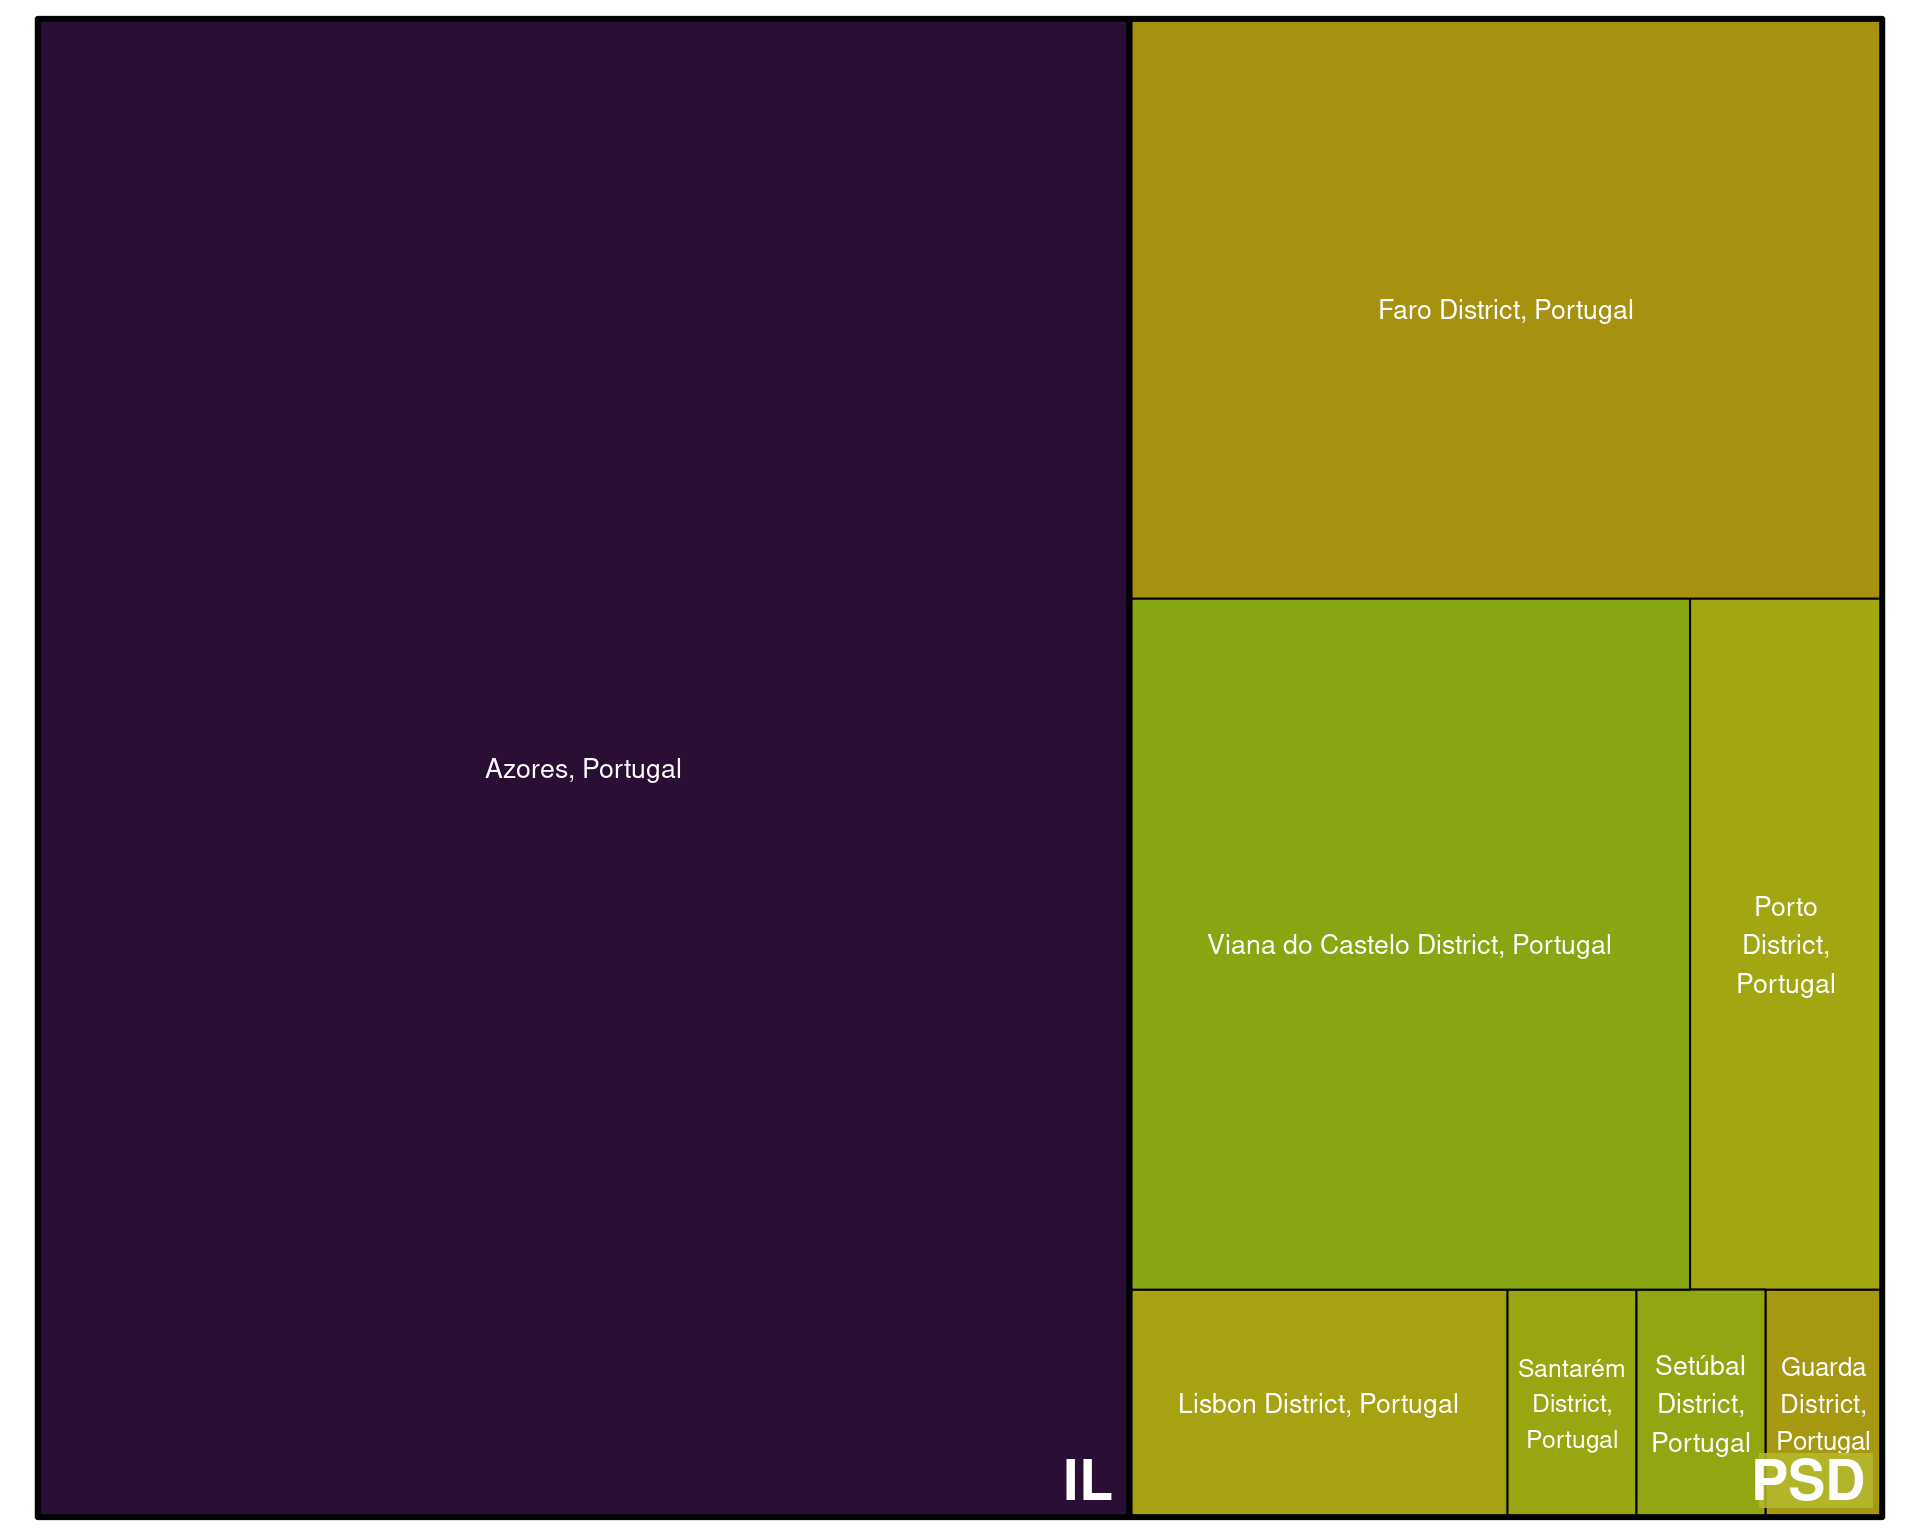 Azores, Portugal
IL
Faro District, Portugal
Viana do Castelo District, Portugal
Porto
District,
Portugal
Lisbon District, Portugal
Santarém
District,
Portugal
Setúbal
District,
Portugal
Guarda
District,
Portugal
PSD